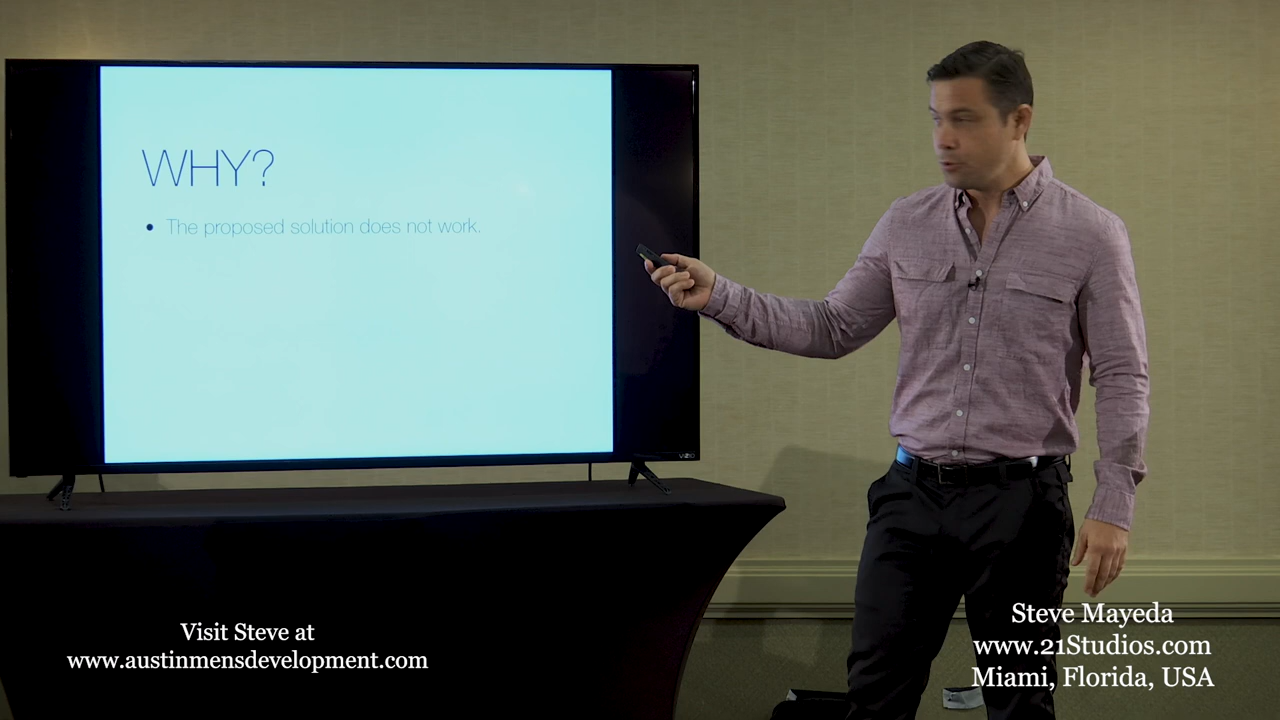 WHY?
• The proposed solution does not work.
VIZIO
Visit Steve at
www.austinmensdevelopment.com
Steve Mayeda
www.21Studios.com
Miami, Florida, USA